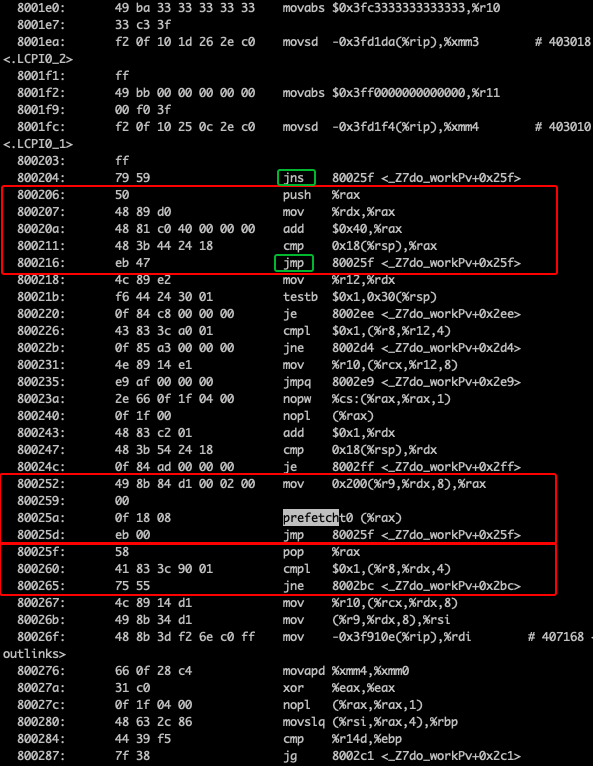 8001e0: 49 ba 33 33 33 33 33 movabs $0x3fc3333333333333,%r10
8001e7: 33 c3 3f
8001ea: f2 0f 10 1d 26 2e c0 movsd -0x3fd1da(%rip),%xmm3 # 403018
<.LCPI0_2>
8001f1: ff
8001f2: 49 bb 00 00 00 00 00 movabs $0x3ff0000000000000,%r11
8001f9: 00 f0 3f
8001fc: f2 0f 10 25 0c 2e c0 movsd -0x3fd1f4(%rip),%xmm4 # 403010
<.LCPI0_1>
800203: ff
800204: 79 59 jns 80025f <_Z7do_workPv+0x25f>
800206: 50 push %rax
800207: 48 89 d0 mov %rdx,%rax
80020a: 48 81 c0 40 00 00 00 add $0x40,%rax
800211: 48 3b 44 24 18 cmp 0x18(%rsp),%rax
800216: eb 47 jmp 80025f <_Z7do_workPv+0x25f>
800218: 4c 89 e2 mov %r12,%rdx
80021b: f6 44 24 30 01 testb $0x1,0x30(%rsp)
800220: 0f 84 c8 00 00 00 je 8002ee <_Z7do_workPv+0x2ee>
800226: 43 83 3c a0 01 cmpl $0x1,(%r8,%r12,4)
80022b: 0f 85 a3 00 00 00 jne 8002d4 <_Z7do_workPv+0x2d4>
800231: 4c 89 14 e1 mov %r10,(%rcx,%r12,8)
800235: e9 af 00 00 00 jmpq 8002e9 <_Z7do_workPv+0x2e9>
80023a: 2e 66 0f 1f 04 00 nopw %cs:(%rax,%rax,1)
800240: 0f 1f 00 nopl (%rax)
800243: 48 83 c2 01 add $0x1,%rdx
800247: 48 3b 54 24 18 cmp 0x18(%rsp),%rdx
80024c: 0f 84 ad 00 00 00 je 8002ff <_Z7do_workPv+0x2ff>
800252: 49 8b 84 d1 00 02 00 mov 0x200(%r9,%rdx,8),%rax
800259: 00
80025a: 0f 18 08 prefetcht0 (%rax)
80025d: eb 00 jmp 80025f <_Z7do_workPv+0x25f>
80025f: 58 pop %rax
800260: 41 83 3c 90 01 cmpl $0x1,(%r8,%rdx,4)
800265: 75 55 jne 8002bc <_Z7do_workPv+0x2bc>
800267: 4c 89 14 d1 mov %r10,(%rcx,%rdx,8)
80026b: 49 8b 34 d1 mov (%r9,%rdx,8),%rsi
80026f: 48 8b 3d f2 6e c0 ff mov -0x3f910e(%rip),%rdi # 407168 <
outlinks>
800276: 66 0f 28 c4 movapd %xmm4,%xmm0
80027a: 31 c0 xor %eax,%eax
80027c: 0f 1f 04 00 nopl (%rax,%rax,1)
800280: 48 63 2c 86 movslq (%rsi,%rax,4),%rbp
800284: 44 39 f5 cmp %r14d,%ebp
800287: 7f 38 jg 8002c1 <_Z7do_workPv+0x2c1>